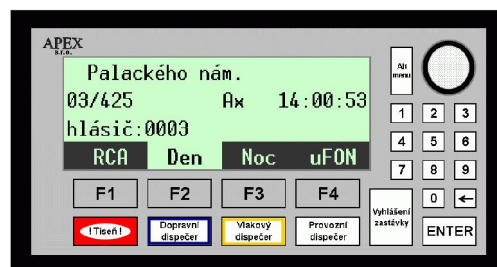 APEX
s.r.o.
Palackého nám.
03/425 Ax 14:00:53
hlásič:0003
RCA Den Noc uFON
F1 F2 F3 F4
! Tiseň ! Dopravní dispečer Vlakový dispečer Provozní dispečer
Alt menu
1 2 3
4 5 6
7 8 9
0 ←
Vyhlášení zastávky
ENTER